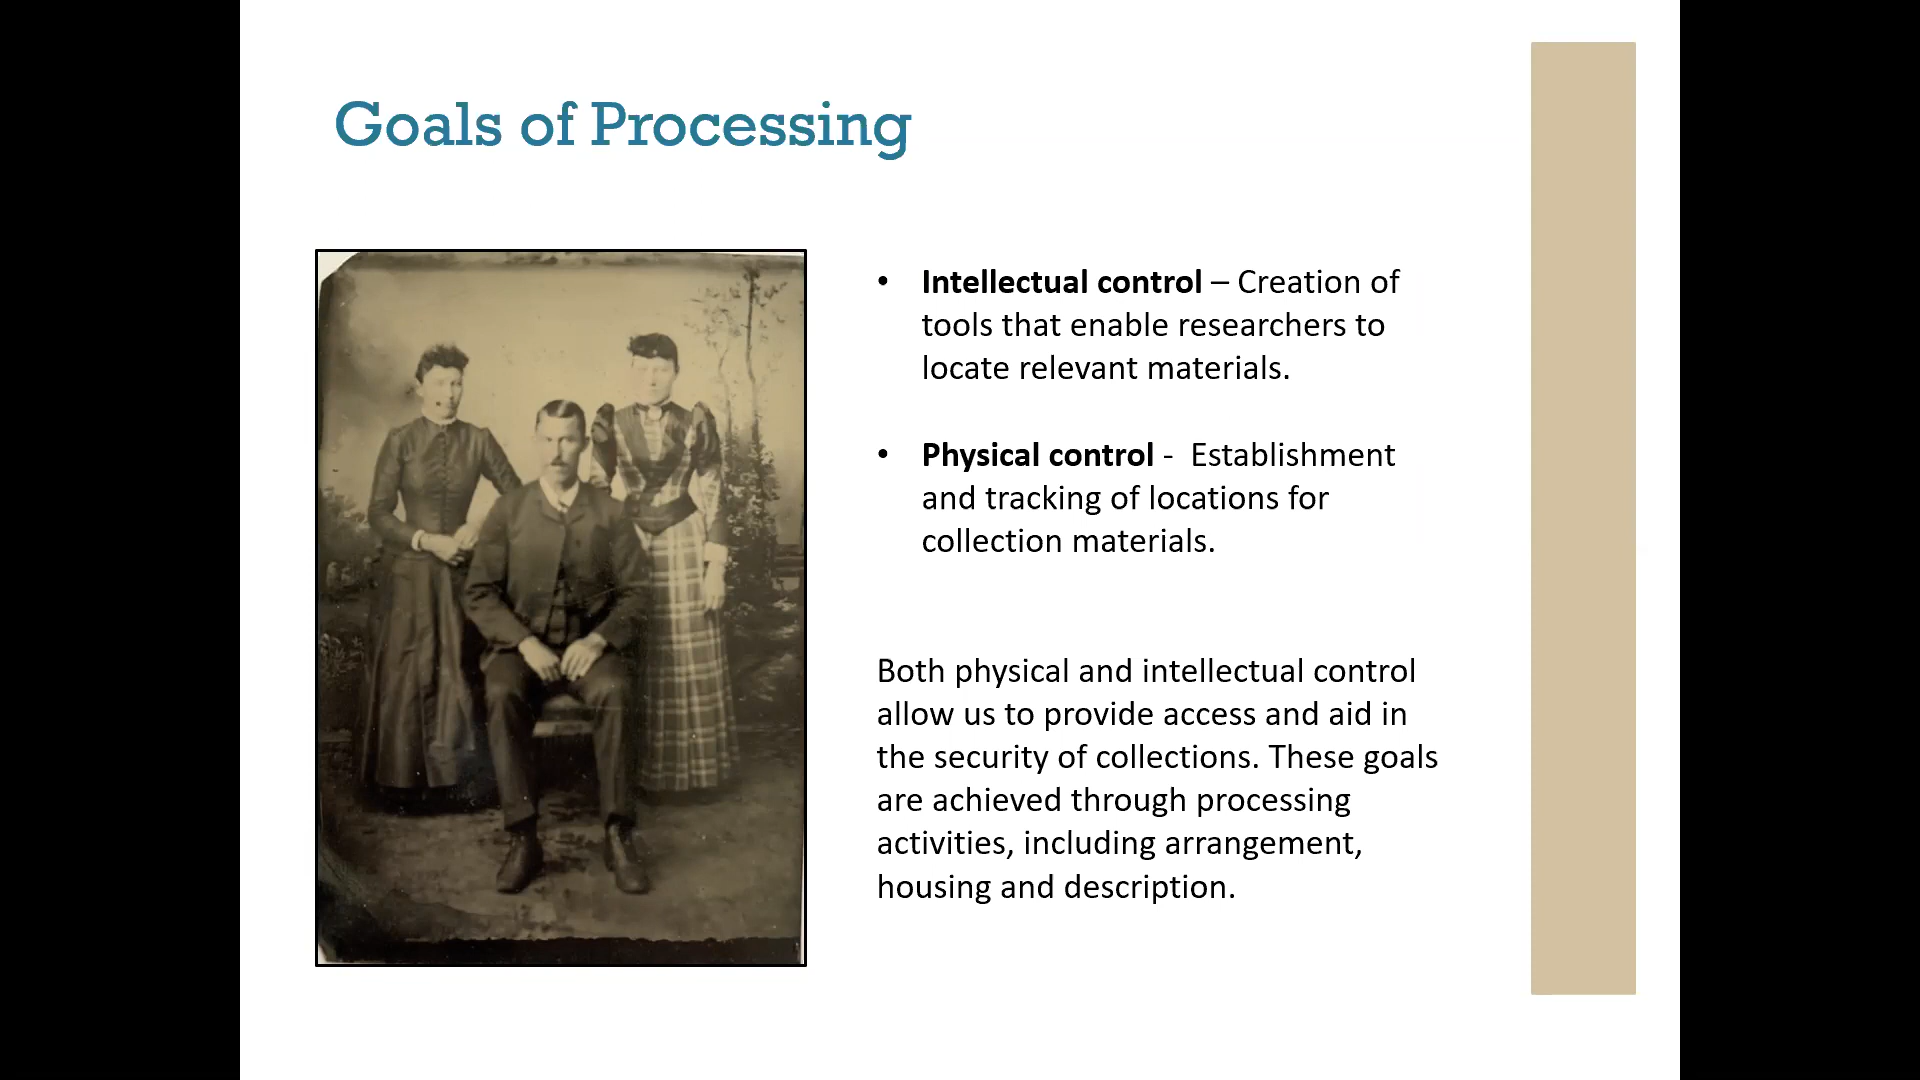 Goals of Processing
• Intellectual control – Creation of
tools that enable researchers to
locate relevant materials.
• Physical control -  Establishment
and tracking of locations for
collection materials.
Both physical and intellectual control
allow us to provide access and aid in
the security of collections. These goals
are achieved through processing
activities, including arrangement,
housing and description.